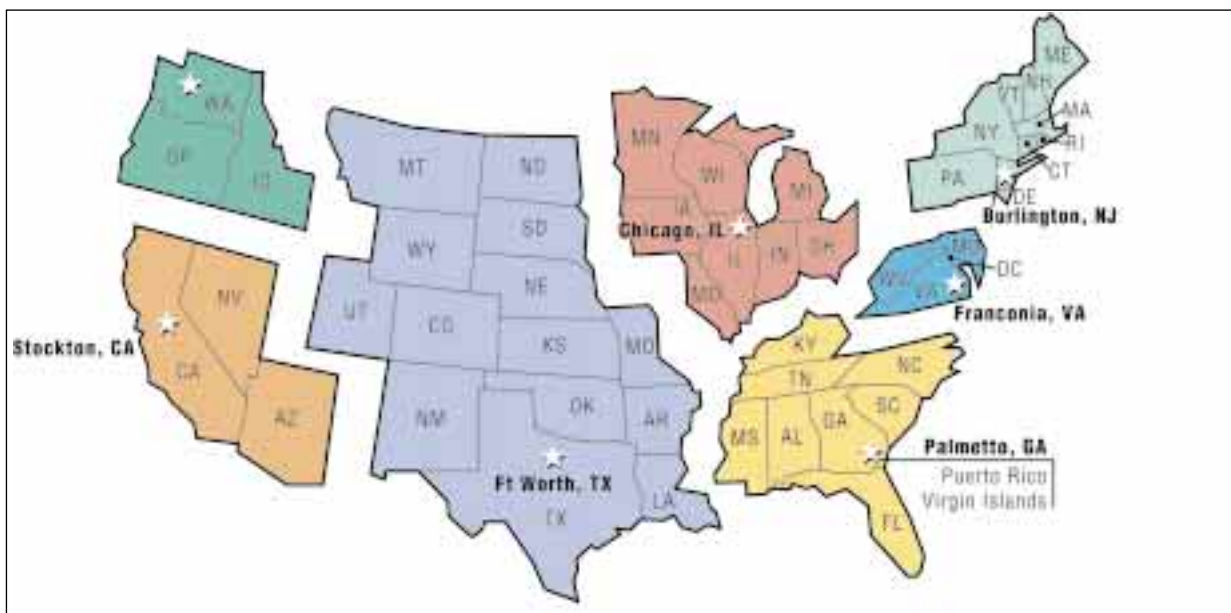 ME
NH
VT
MA
WA
NY
RI
OR
ID
PA
CT
DE
MN
WI
MI
MT
ND
IA
Burlington, NJ
Chicago, IL
SD
WY
IL
IN
OH
MD
DC
WV
VA
NV
NE
MO
Franconia, VA
UT
CO
Stockton, CA
KS
MO
KY
CA
TN
NC
AZ
NM
OK
AR
MS
AL
GA
SC
Palmetto, GA
Ft Worth, TX
Puerto Rico
LA
Virgin Islands
TX
FL